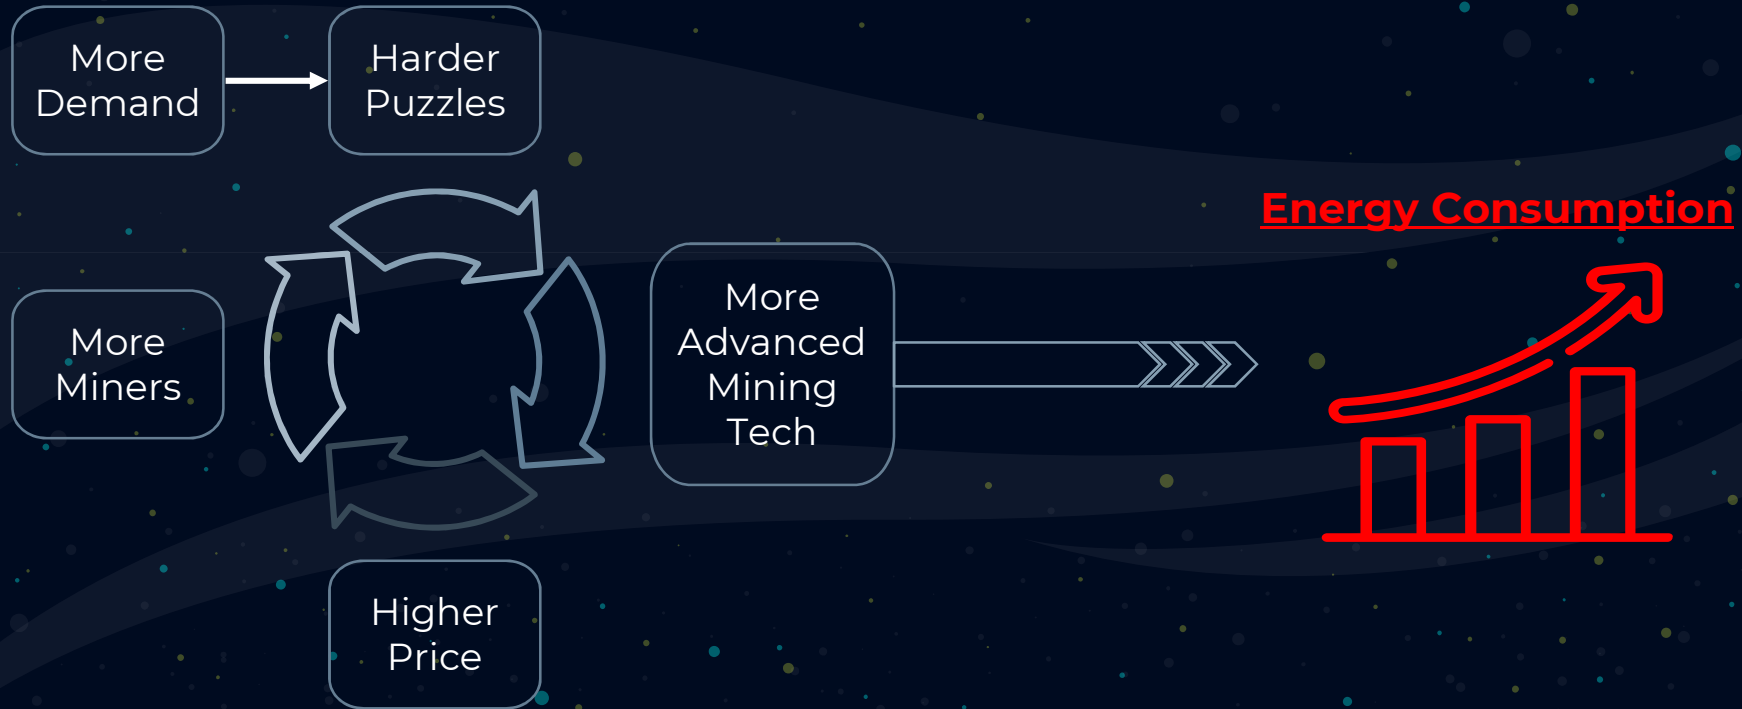 More
Demand
Harder
Puzzles
Energy Consumption
More
Miners
More
Advanced
Mining
Tech
Higher
Price